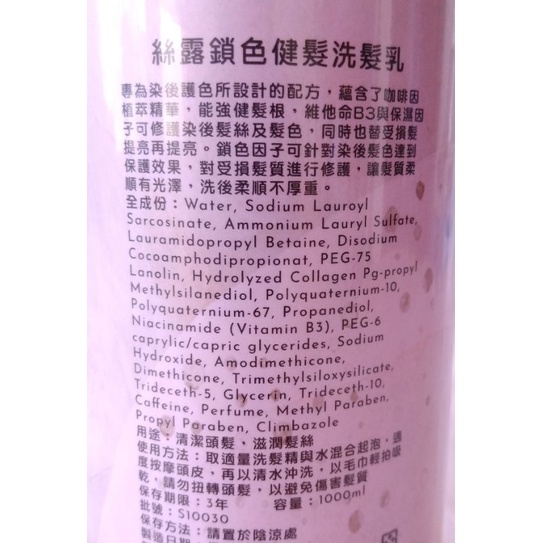 絲露鎖色健髮洗髮乳
專為染後護色所設計的配方，蘊含了咖啡因
植萃精華，能強健髮根，維他命B3與保濕因
子可修護染後髮絲及髮色，同時也替受損髮
提亮再提亮。鎖色因子可針對染後髮色達到
保護效果，對受損髮質進行修護，讓髮質柔
順有光澤，洗後柔順不厚重。
全成份：Water, Sodium Lauroyl
Sarcosinate, Ammonium Lauryl Sulfate,
Lauramidopropyl Betaine, Disodium
Cocoamphodipropionat, PEG-75
Lanolin, Hydrolyzed Collagen Pg-propyl
Methylsilanediol, Polyquaternium-10,
Polyquaternium-67, Propanediol,
Niacinamide (Vitamin B3), PEG-6
caprylic/capric glycerides, Sodium
Hydroxide, Amodimethicone,
Dimethicone, Trimethylsiloxysilicate,
Trideceth-5, Glycerin, Trideceth-10,
Caffeine, Perfume, Methyl Paraben,
Propyl Paraben, Climbazole
用途：清潔頭髮，滋潤髮絲
使用方法：取適量洗髮精與水混合起泡，適
度按摩頭皮，再以清水沖洗，以毛巾輕拍吸
乾，請勿扭轉頭髮，以避免傷害髮質
保存期限：3年 容量：1000ml
批號：S10030
保存方法：請置於陰涼處
製造日期